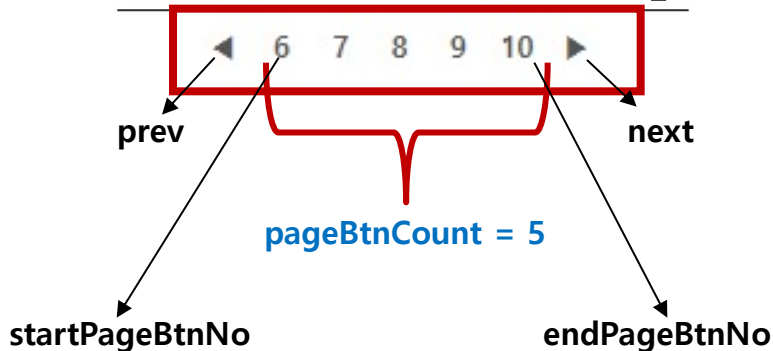 ◀ 6 7 8 9 10 ▶
prev next
pageBtnCount = 5
startPageBtnNo endPageBtnNo